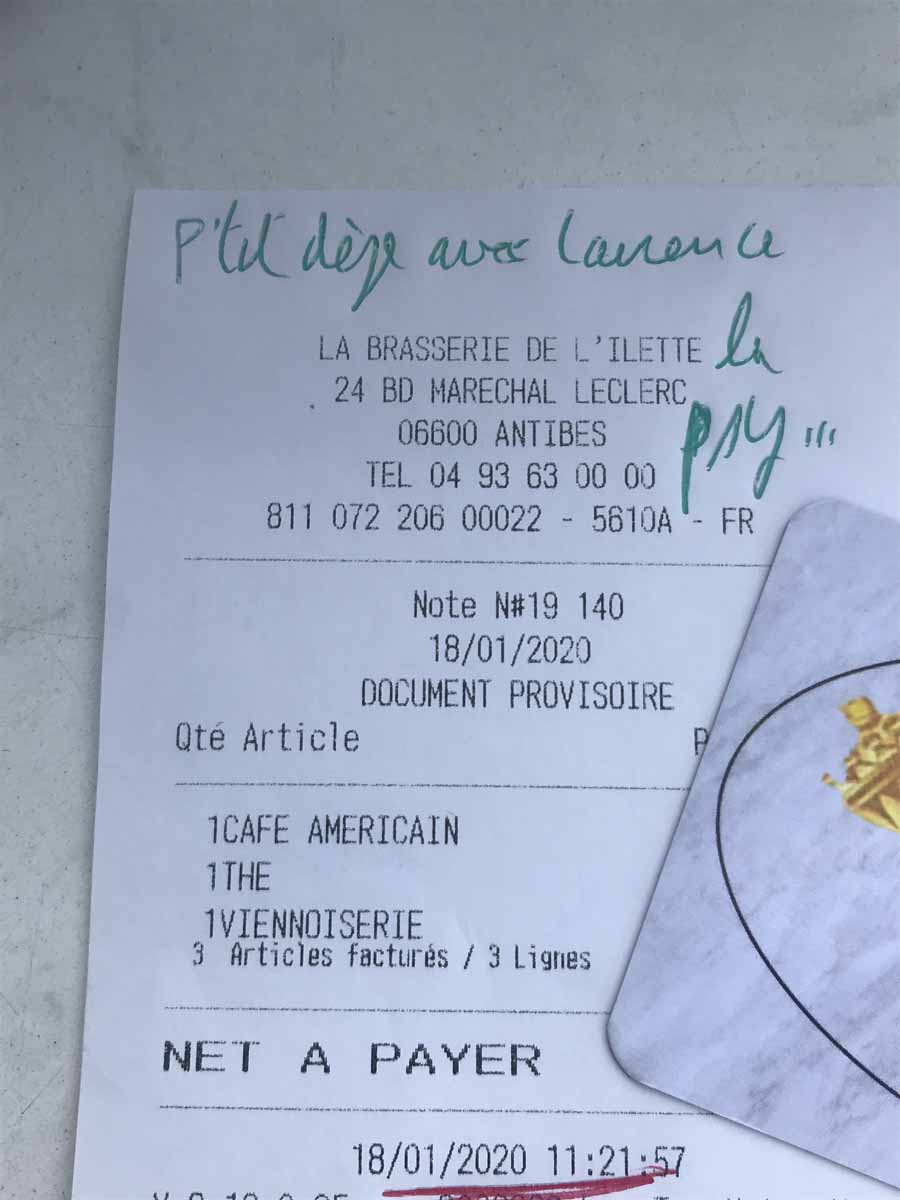 P'tit déje avec Laurence
la
psy ...
LA BRASSERIE DE L'ILETTE
24 BD MARECHAL LECLERC
06600 ANTIBES
TEL 04 93 63 00 00
811 072 206 00022 - 5610A - FR
Note N#19 140
18/01/2020
DOCUMENT PROVISOIRE
Qté Article P
1CAFE AMERICAIN
1THE
1VIENNOISERIE
3 Articles facturés / 3 Lignes
NET A PAYER
18/01/2020 11:21:57